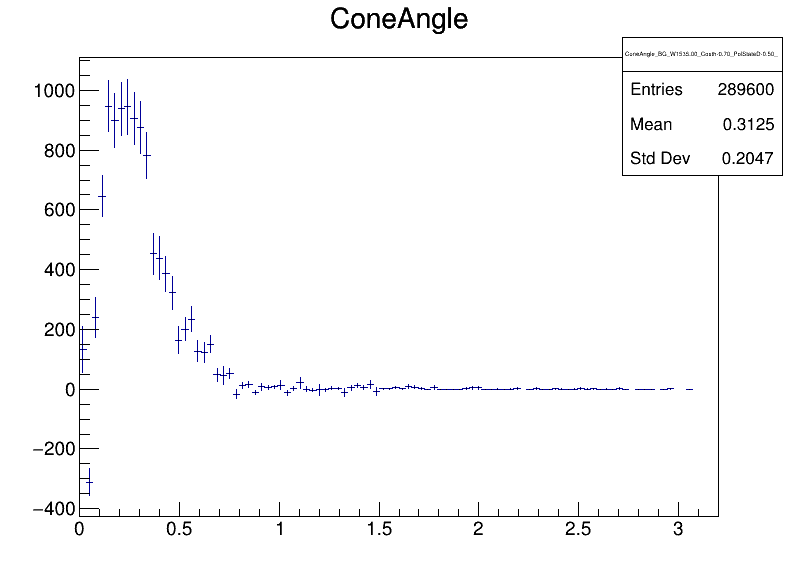 ConeAngle
ConeAngle_BG_W1535.00_Costh-0.70_PolStateD-0.50_
Entries 289600
Mean 0.3125
Std Dev 0.2047
1000
800
600
400
200
0
−200
−400
0 0.5 1 1.5 2 2.5 3